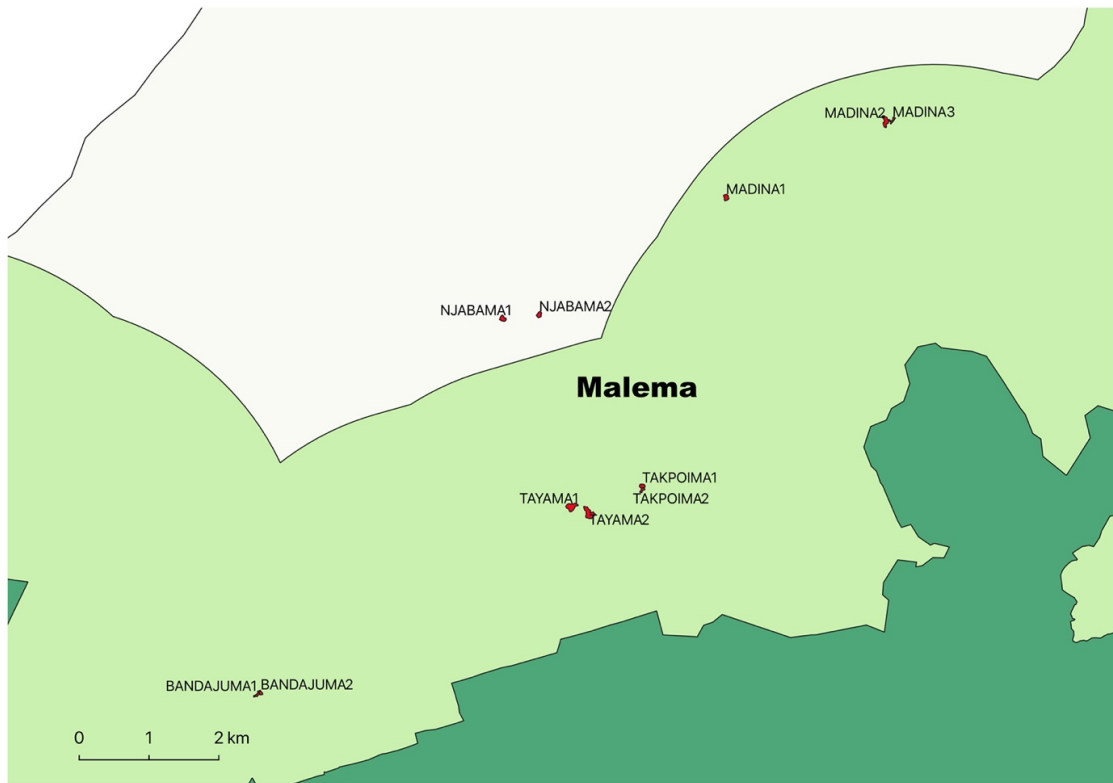 MADINA2 MADINA3
MADINA1
NJABAMA1 NJABAMA2
Malema
TAKPOIMA1
TAYAMA1 TAKPOIMA2
TAYAMA2
BANDAJUMA1 BANDAJUMA2
0 1 2 km